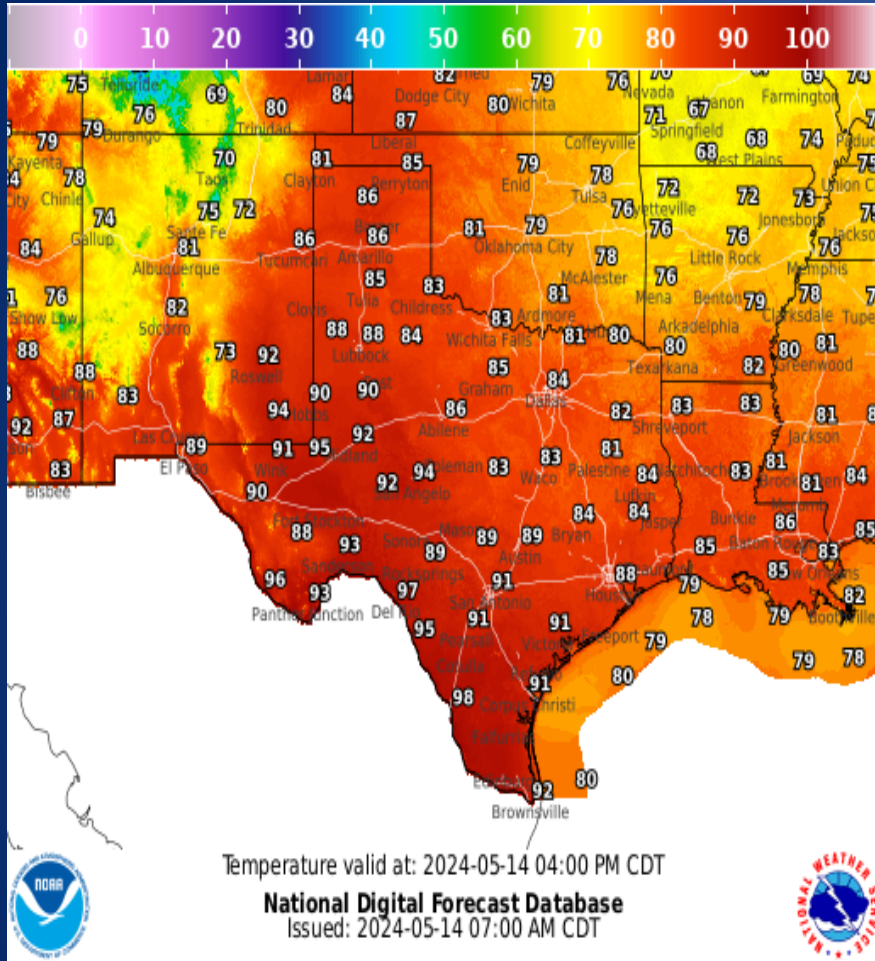 0 10 20 30 40 50 60 70 80 90 100
75 Telluride 69 Lamar 84 82 79 76 70 69 74
Dodge City Wichita Nevada Lebanon Farmington
76 80 87 80 71 67
Durango Trinidad Springfield
79 79 Liberal Coffeyville 68 74
Kayenta 70 81 85 79 68 West Plains
Taos Clayton Perryton Enid 78
78 86 Tulsa 72 72 73
Chinle 75 72 76 Jonesboro
74 Santa Fe 86 86 81 79 76 76
Gallup Amarillo Oklahoma City Little Rock
84 81 Tucumcari 78 76
Albuquerque 85 83 McAlester 76 Memphis
76 82 Tulia Childress 81 Mena Benton 79 78
Show Low Socorro Clovis Ardmore Clarksdale
88 73 92 88 88 84 83 81 80 Arkadelphia
Roswell Lubbock Wichita Falls 80 82 80 81
88 85 Texarkana Greenwood
Clifton 83 90 90 Graham 84
87 94 Hobbs 86 Dallas 82 83 83 81
92 Abilene Shreveport Jackson
89 91 95 92 83 81 83 81
83 El Paso Wink 94 Waco Palestine 84 84
Bisbee 90 92 San Angelo Lufkin 81
Fort Stockton 84 84 86
88 93 Sonora Mason 89 89 Bryan Jasper Bunkie 85
Sanderson 89 Austin 85 Baton Rouge 83
96 93 Rocksprings 91 88 79 85 New Orleans
Panther Junction 97 San Antonio Houston 82
Del Rio 95 91 91 78 79 Boothville
Pearsall Victoria Freeport 79
Cotulla 80 79 78
98 91
Corpus Christi
Falfurrias
92 80
Brownsville
Temperature valid at: 2024-05-14 04:00 PM CDT
National Digital Forecast Database
Issued: 2024-05-14 07:00 AM CDT
NOAA
NATIONAL WEATHER SERVICE